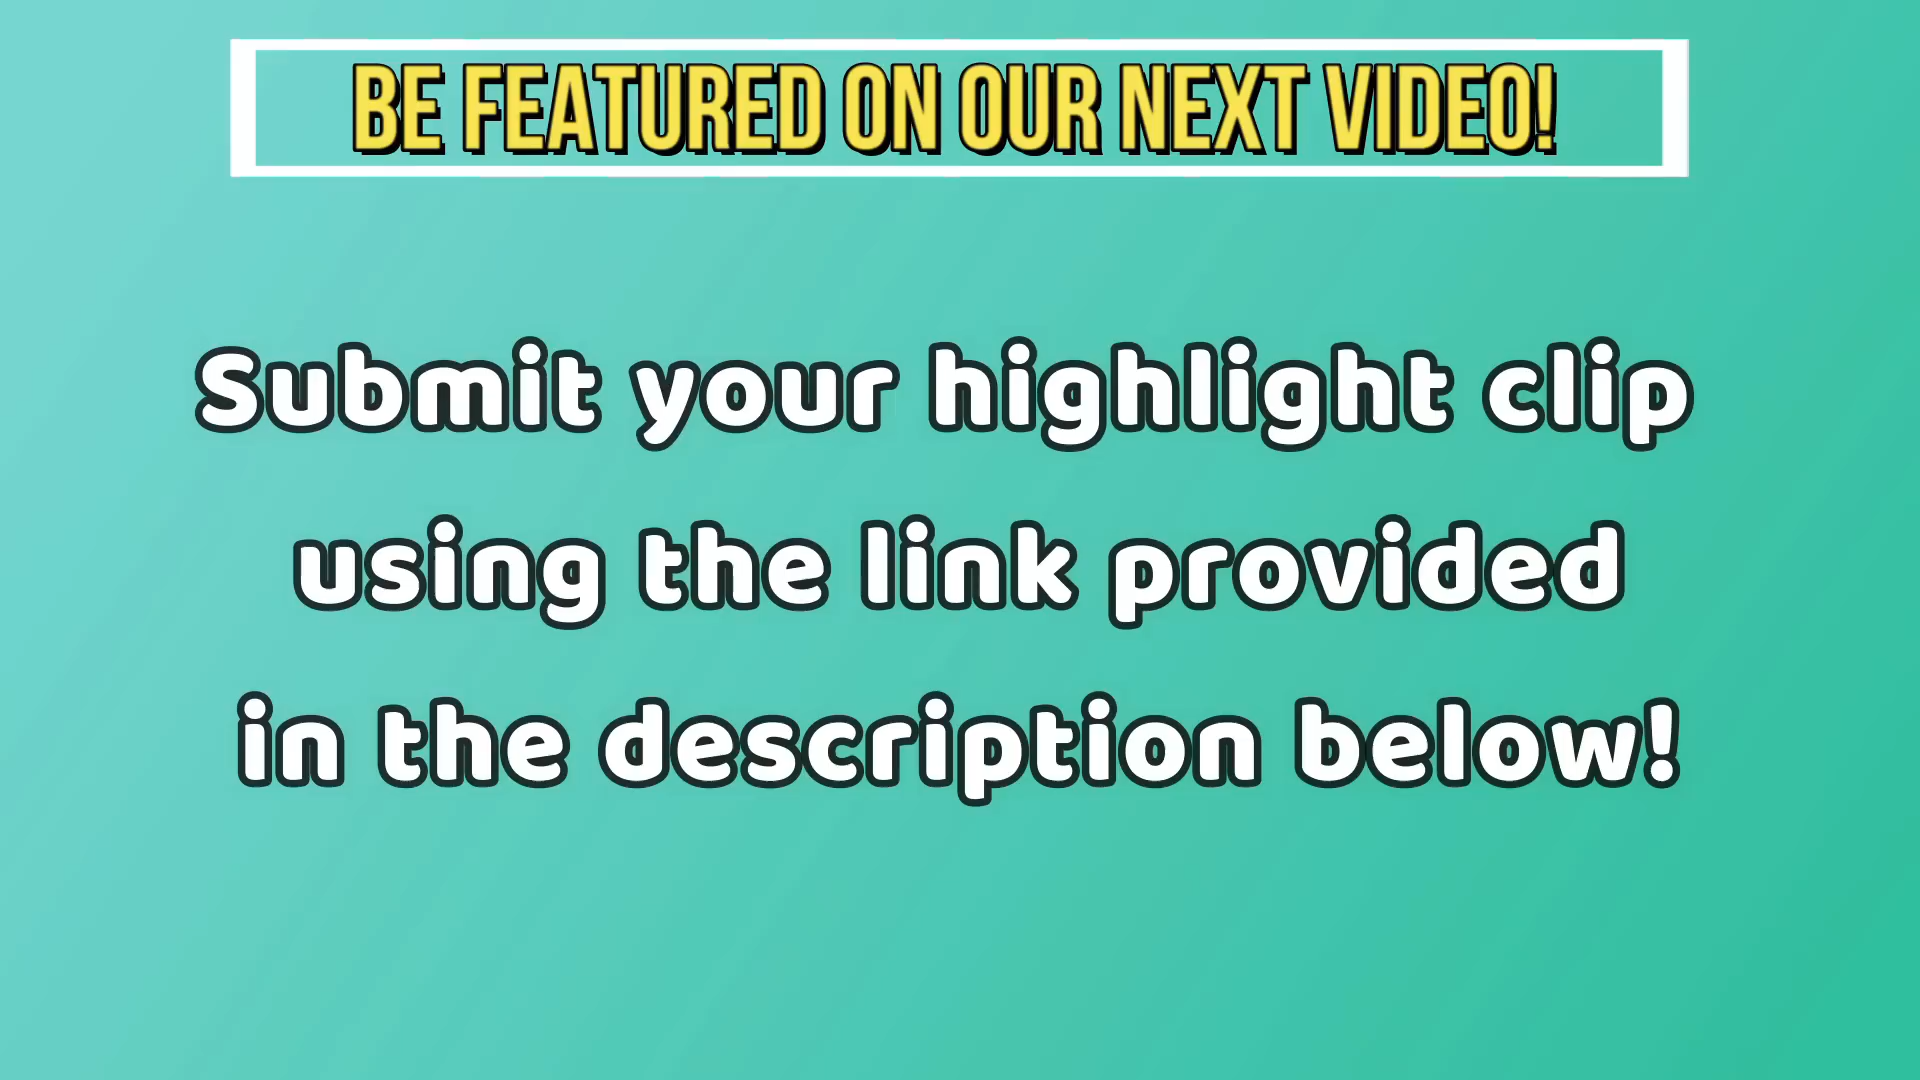 BE FEATURED ON OUR NEXT VIDEO!
Submit your highlight clip
using the link provided
in the description below!